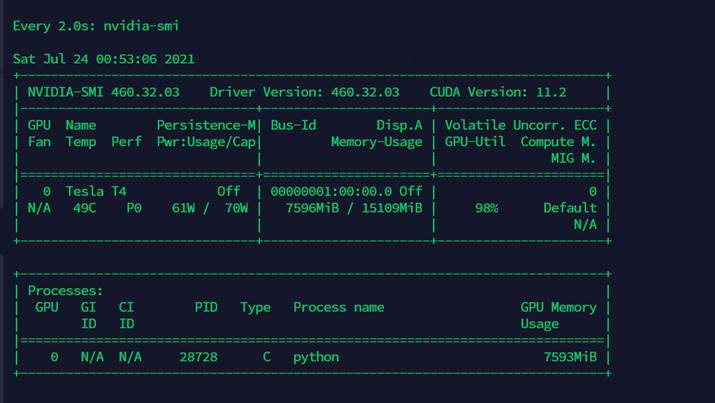 Every 2.0s: nvidia-smi
Sat Jul 24 00:53:06 2021
+-----------------------------------------------------------------------------+
| NVIDIA-SMI 460.32.03    Driver Version: 460.32.03    CUDA Version: 11.2     |
|-------------------------------+----------------------+----------------------+
| GPU  Name        Persistence-M| Bus-Id        Disp.A | Volatile Uncorr. ECC |
| Fan  Temp  Perf  Pwr:Usage/Cap|         Memory-Usage | GPU-Util  Compute M. |
|                               |                      |               MIG M. |
|===============================+======================+======================|
|   0  Tesla T4            Off  | 00000001:00:00.0 Off |                    0 |
| N/A   49C    P0    61W /  70W |   7596MiB / 15109MiB |     98%      Default |
|                               |                      |                  N/A |
+-------------------------------+----------------------+----------------------+
+-----------------------------------------------------------------------------+
| Processes:                                                                  |
|  GPU   GI   CI        PID   Type   Process name                  GPU Memory |
|        ID   ID                                                   Usage      |
|=============================================================================|
|    0   N/A  N/A     28728      C   python                           7593MiB |
+-----------------------------------------------------------------------------+